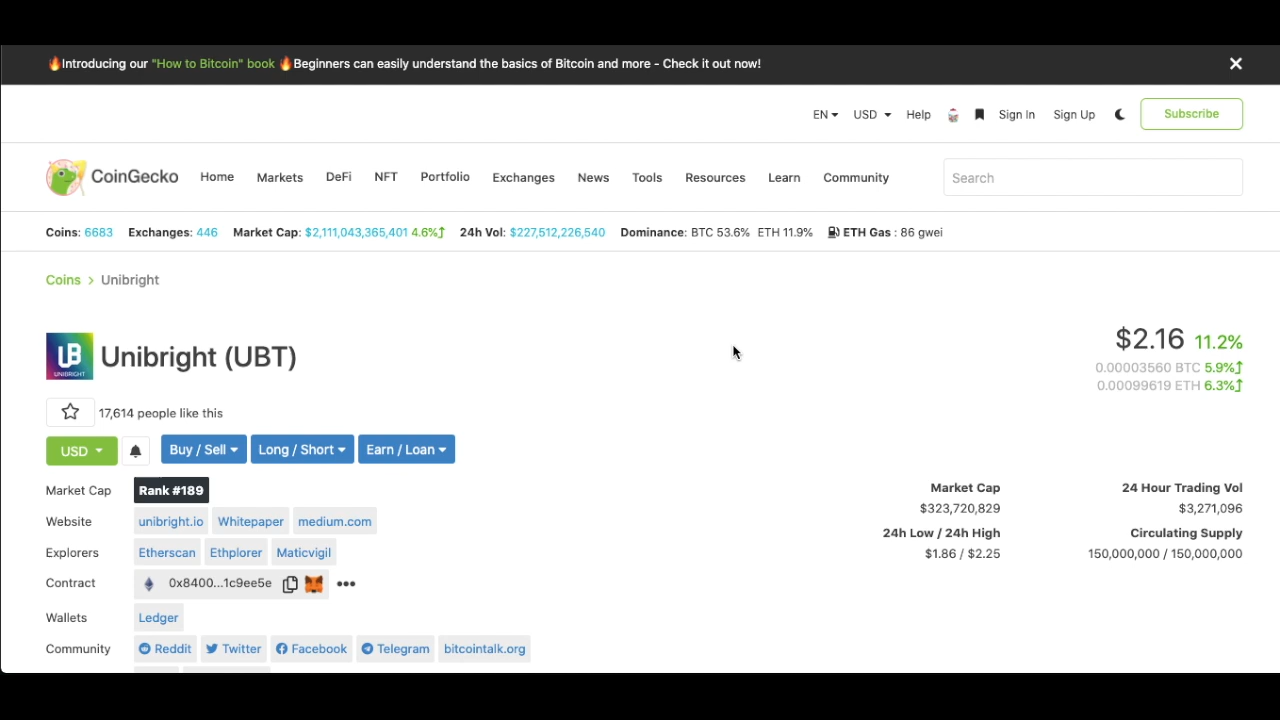 🔥Introducing our "How to Bitcoin" book 🔥Beginners can easily understand the basics of Bitcoin and more - Check it out now!
EN USD Help Sign In Sign Up Subscribe
CoinGecko Home Markets DeFi NFT Portfolio Exchanges News Tools Resources Learn Community Search
Coins: 6683 Exchanges: 446 Market Cap: $2,111,043,365,401 4.6% 24h Vol: $227,512,226,540 Dominance: BTC 53.6% ETH 11.9% ETH Gas : 86 gwei
Coins > Unibright
UB
UNIBRIGHT
Unibright (UBT)
$2.16 11.2%
0.00003560 BTC 5.9%
0.00099619 ETH 6.3%
17,614 people like this
USD Buy / Sell Long / Short Earn / Loan
Market Cap Rank #189
Website unibright.io Whitepaper medium.com
Explorers Etherscan Ethplorer Maticvigil
Contract 0x8400...1c9ee5e •••
Wallets Ledger
Community Reddit Twitter Facebook Telegram bitcointalk.org
Market Cap
$323,720,829
24h Low / 24h High
$1.86 / $2.25
24 Hour Trading Vol
$3,271,096
Circulating Supply
150,000,000 / 150,000,000